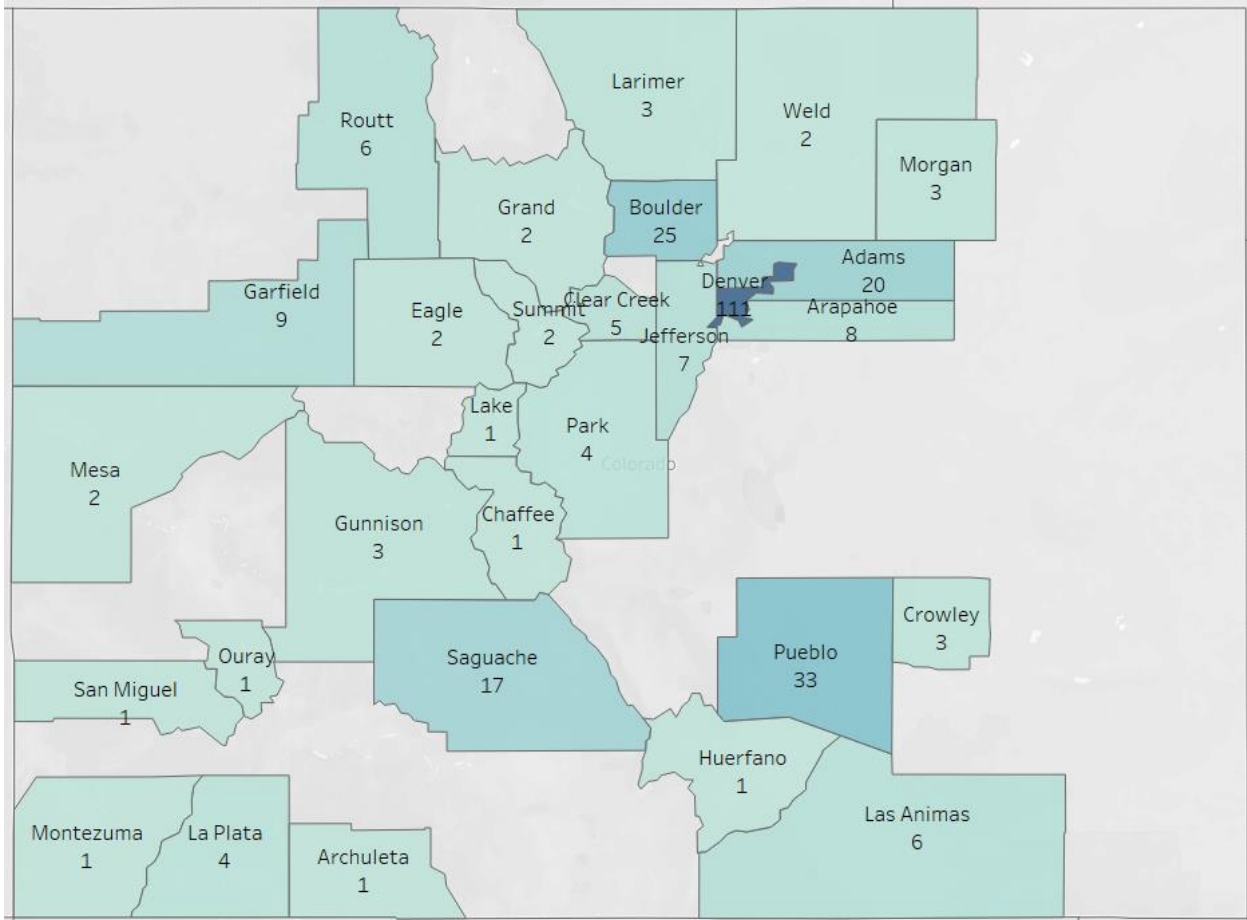 Larimer
3
Weld
2
Routt
6
Morgan
3
Grand
2
Boulder
25
Adams
20
Denver
111
Garfield
9
Eagle
2
Summit
2
Clear Creek
5
Arapahoe
8
Jefferson
7
Lake
1
Park
4
Colorado
Mesa
2
Gunnison
3
Chaffee
1
Crowley
3
Pueblo
33
Saguache
17
Ouray
1
San Miguel
1
Huerfano
1
Las Animas
6
Montezuma
1
La Plata
4
Archuleta
1